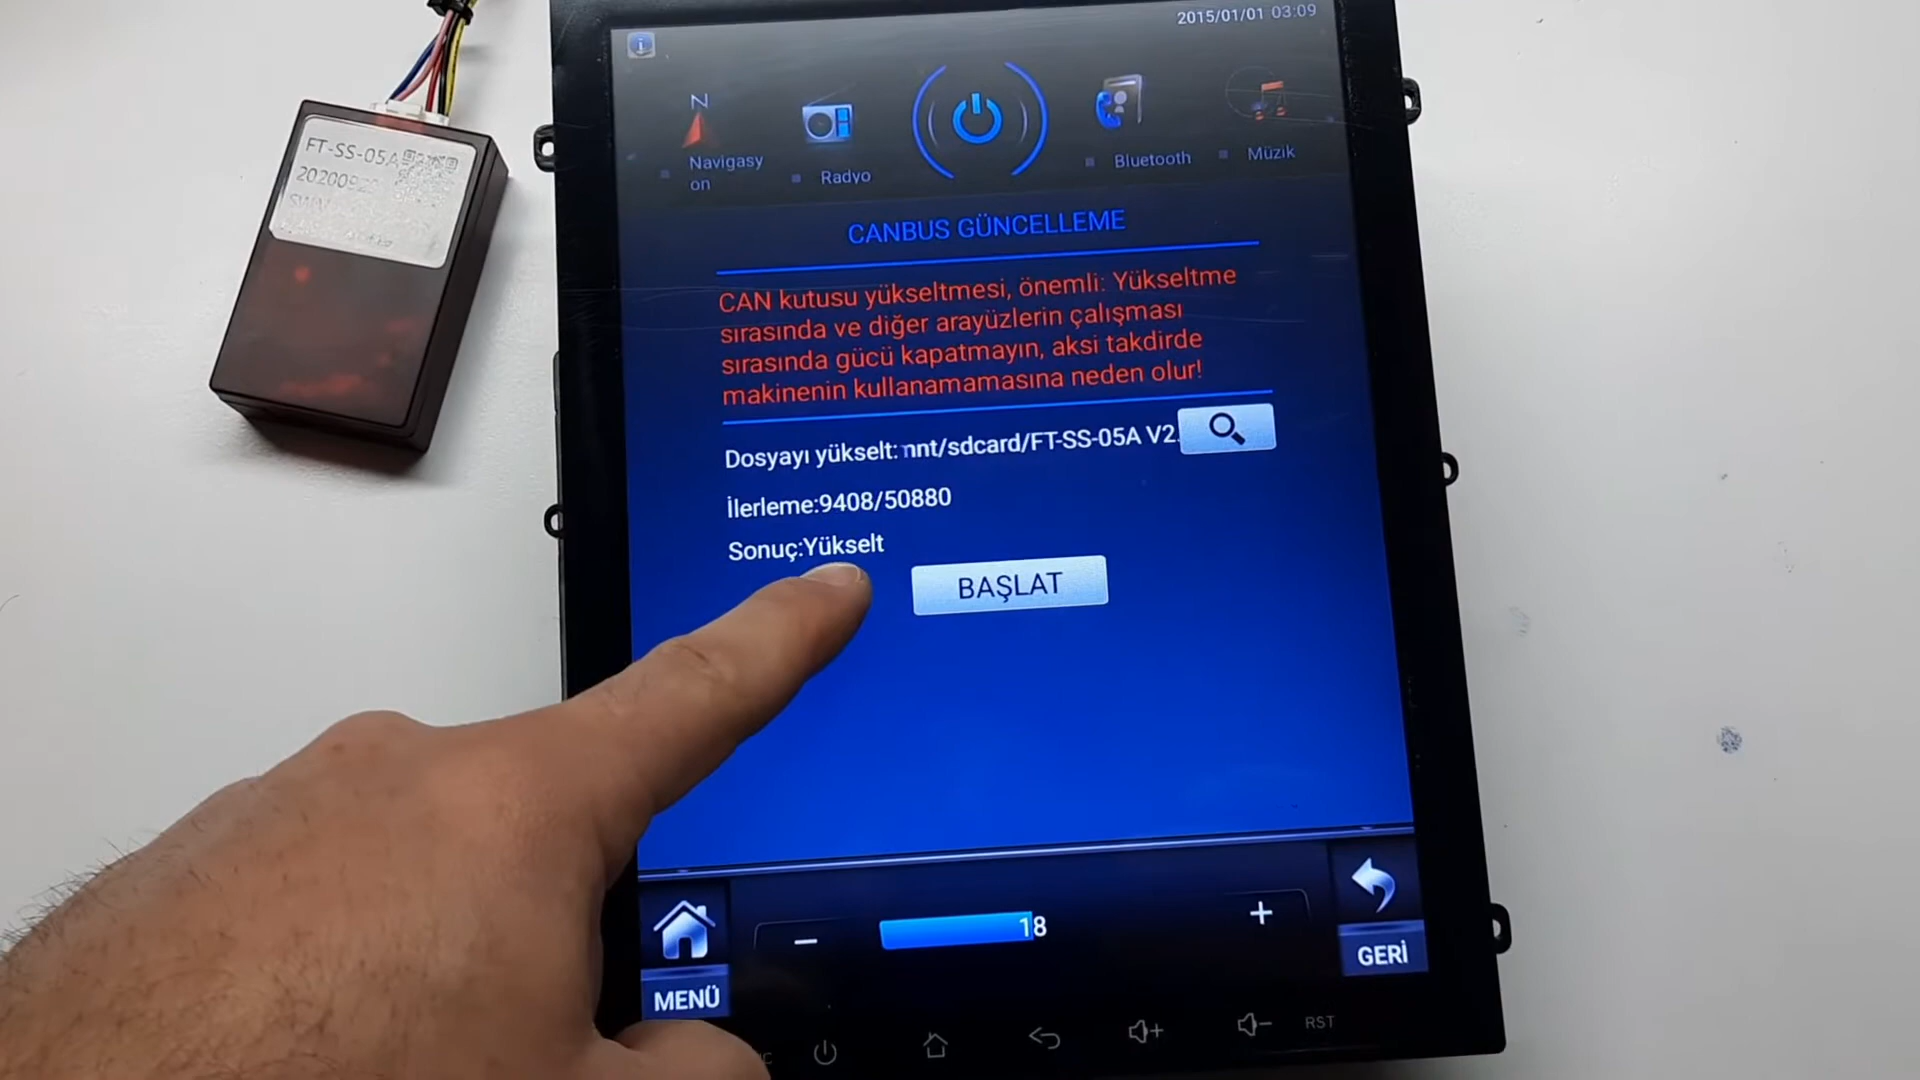 2015/01/01 03:09
Navigasy
on
Radyo
Bluetooth
Müzik
FT-SS-05A
CANBUS GÜNCELLEME
CAN kutusu yükseltmesi, önemli: Yükseltme
sırasında ve diğer arayüzlerin çalışması
sırasında gücü kapatmayın, aksi takdirde
makinenin kullanamamasına neden olur!
Dosyayı yükselt: mnt/sdcard/FT-SS-05A V2.
İlerleme:9408/50880
Sonuç:Yükselt
BAŞLAT
18
GERİ
MENÜ
RST